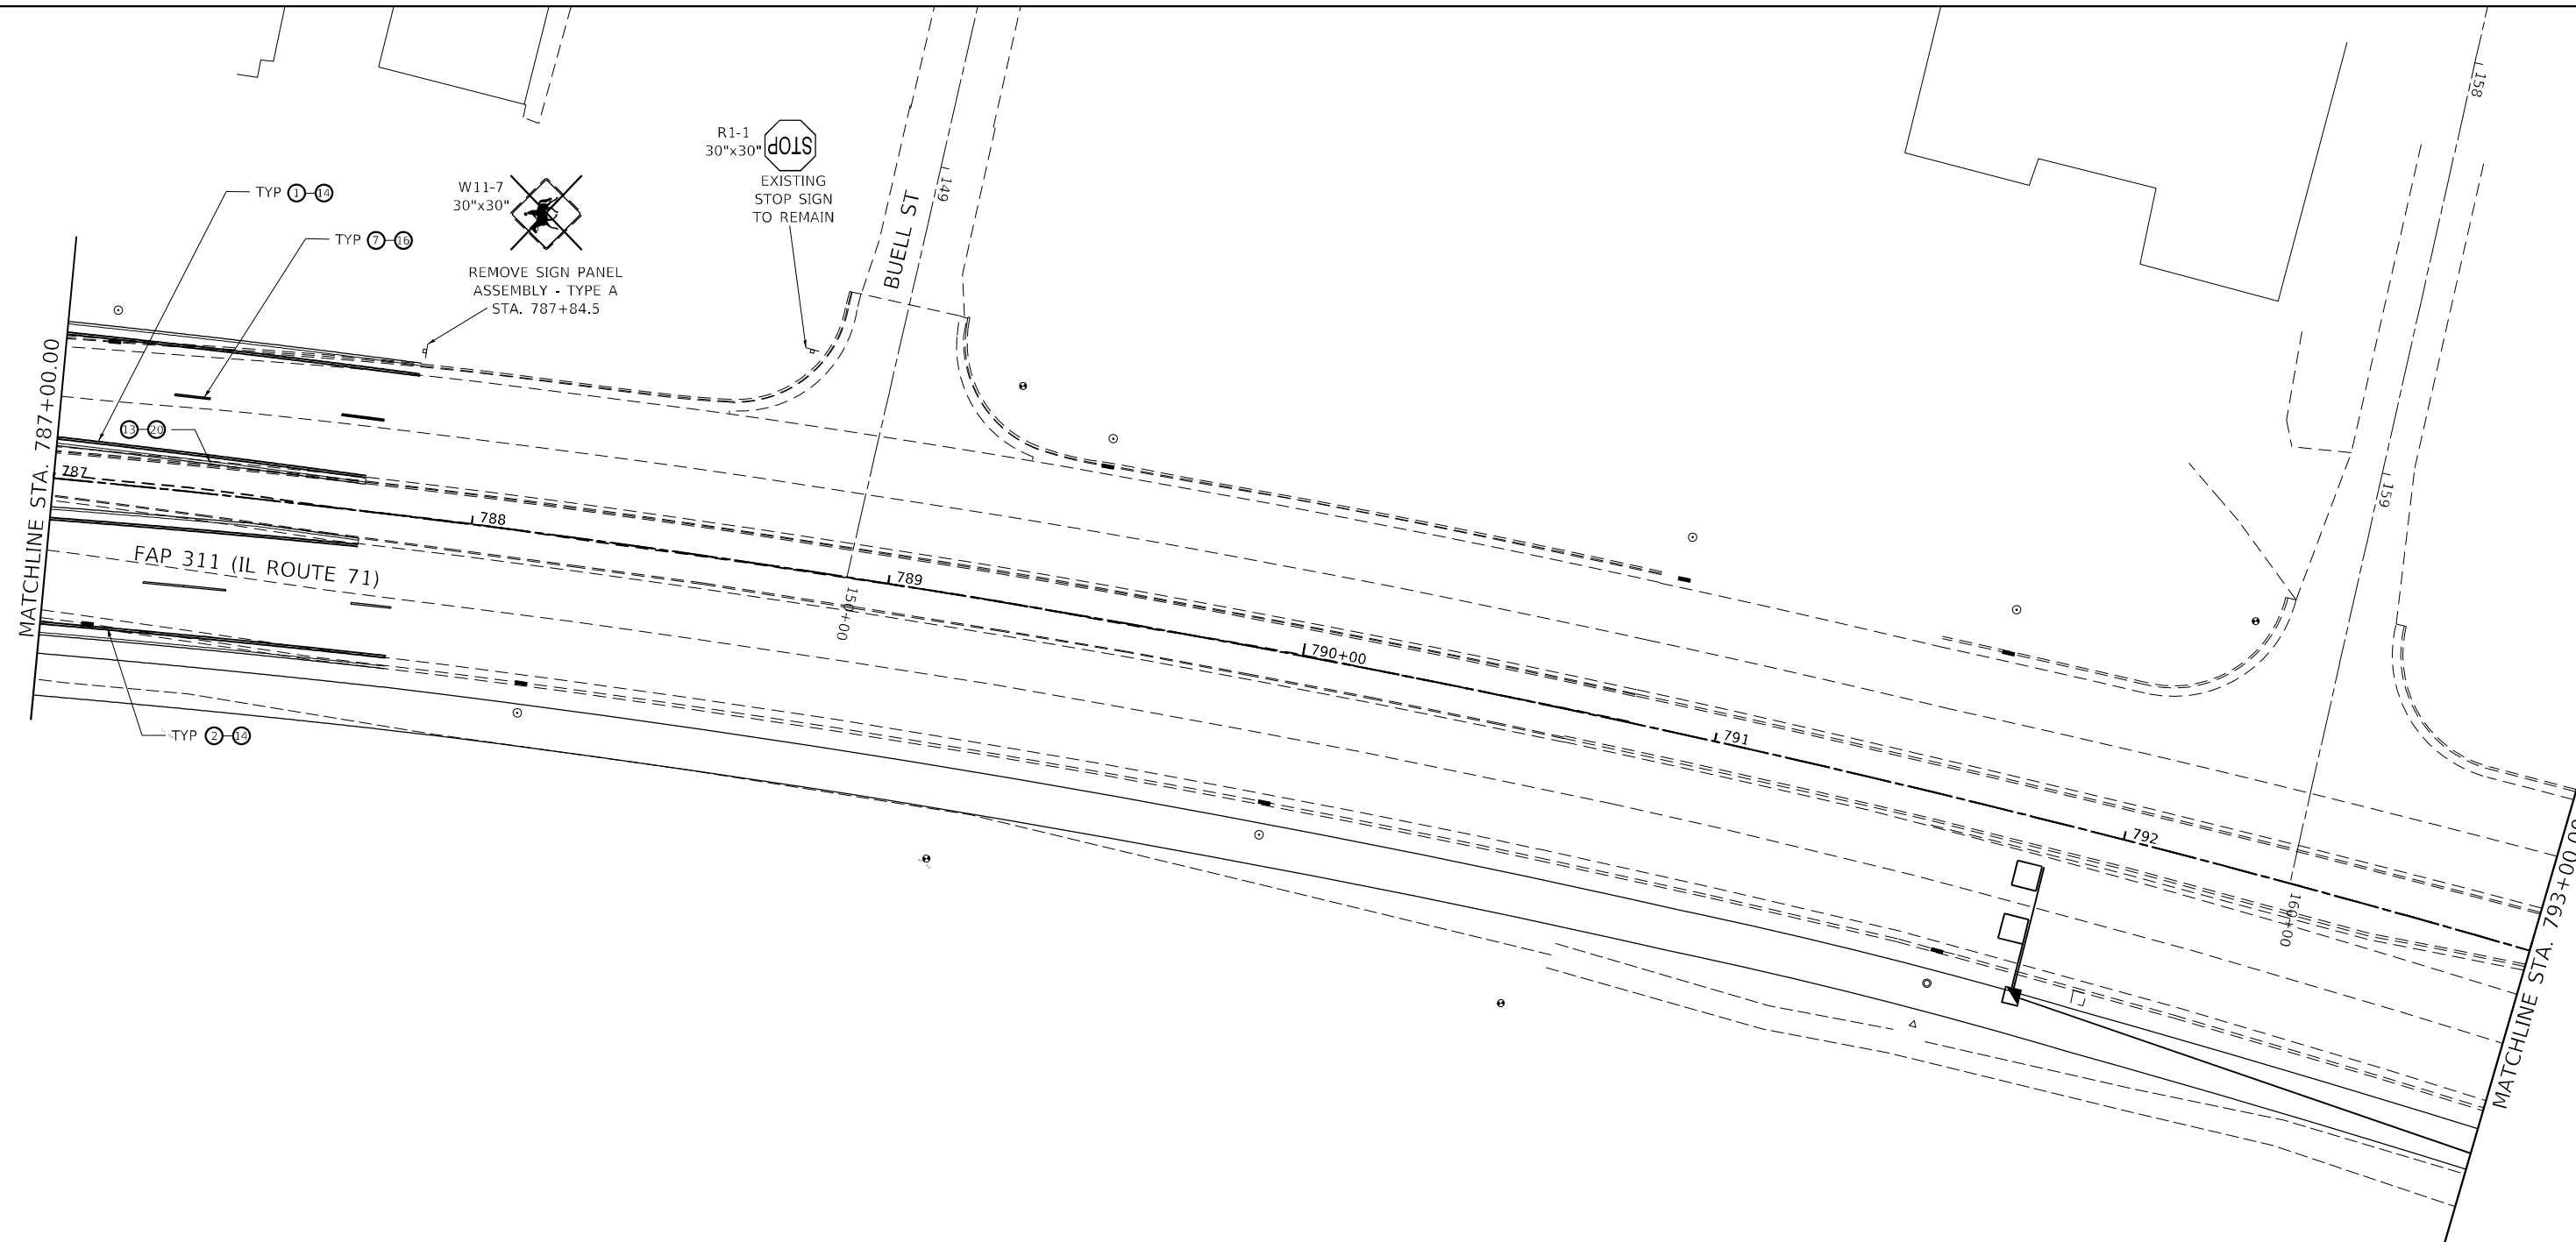 158
R1-1
30"x30"
STOP
EXISTING
STOP SIGN
TO REMAIN
W11-7
30"x30"
REMOVE SIGN PANEL
ASSEMBLY - TYPE A
STA. 787+84.5
TYP 1 14
TYP 7 16
149
BUELL ST
13 20
MATCHLINE STA. 787+00.00
787
788
FAP 311 (IL ROUTE 71)
789
150+00
790+00
791
792
159
160+00
TYP 2 14
MATCHLINE STA. 793+00.00